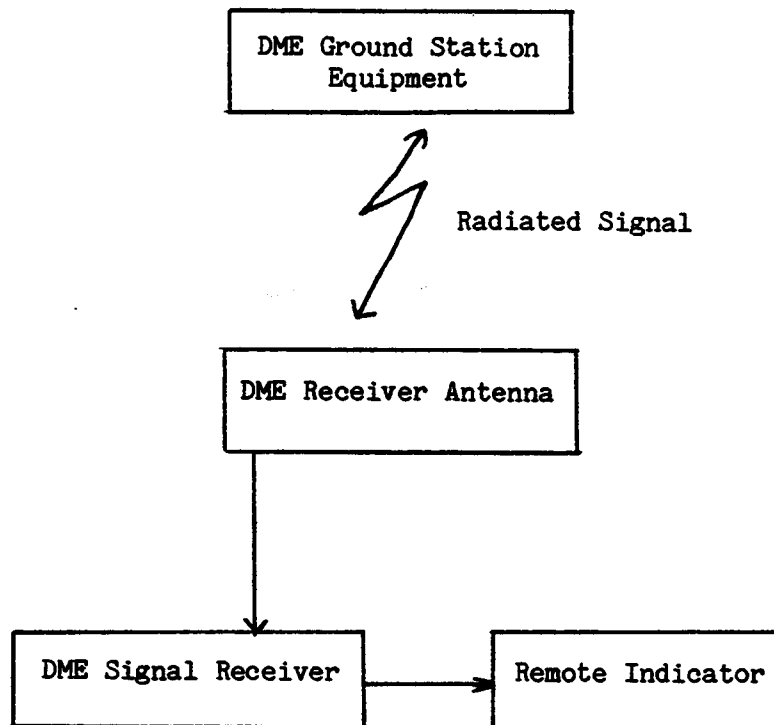 DME Ground Station
Equipment
Radiated Signal
DME Receiver Antenna
DME Signal Receiver
Remote Indicator